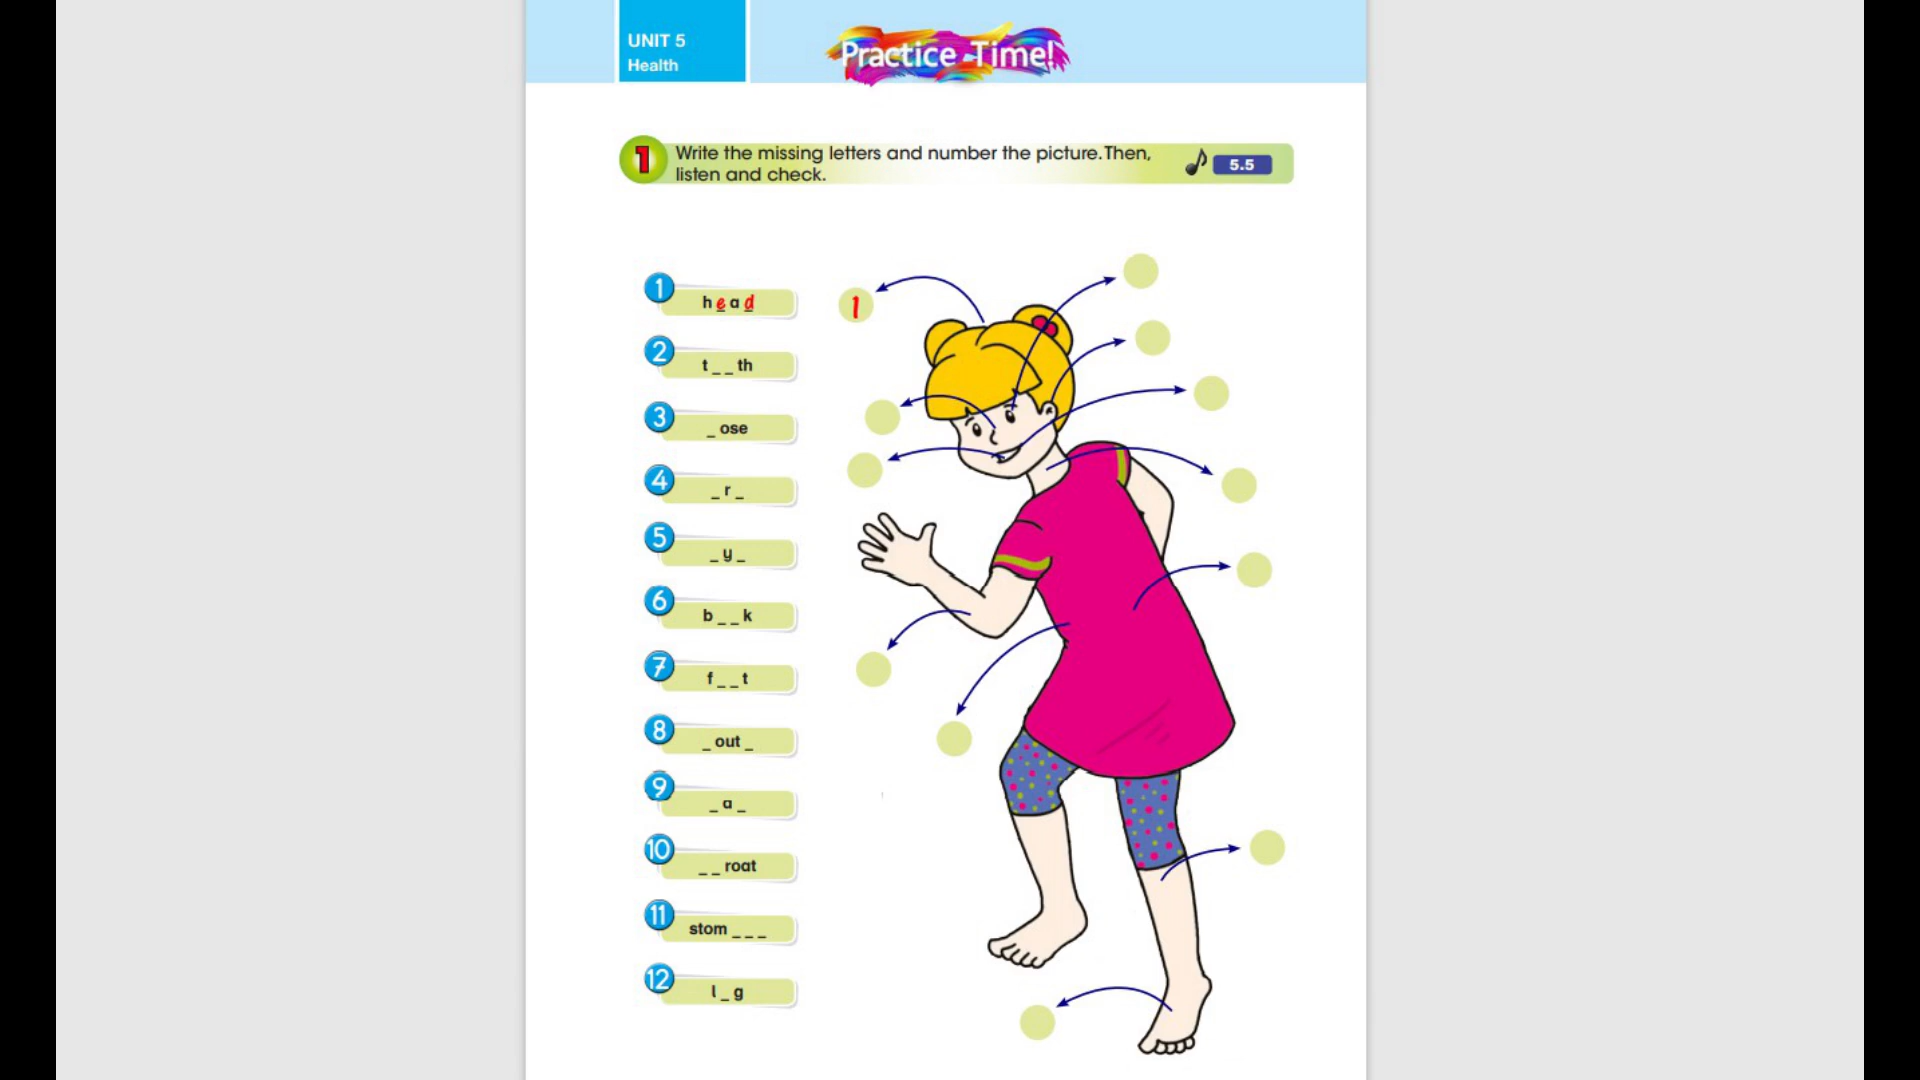 UNIT 5
Health
Practice Time!
1
Write the missing letters and number the picture.Then,
listen and check.
5.5
1
h e a d
1
2
t _ _ th
3
_ ose
4
_ r _
5
_ y _
6
b _ _ k
7
f _ _ t
8
_ out _
9
_ a _
10
_ _ roat
11
stom _ _ _
12
l _ g